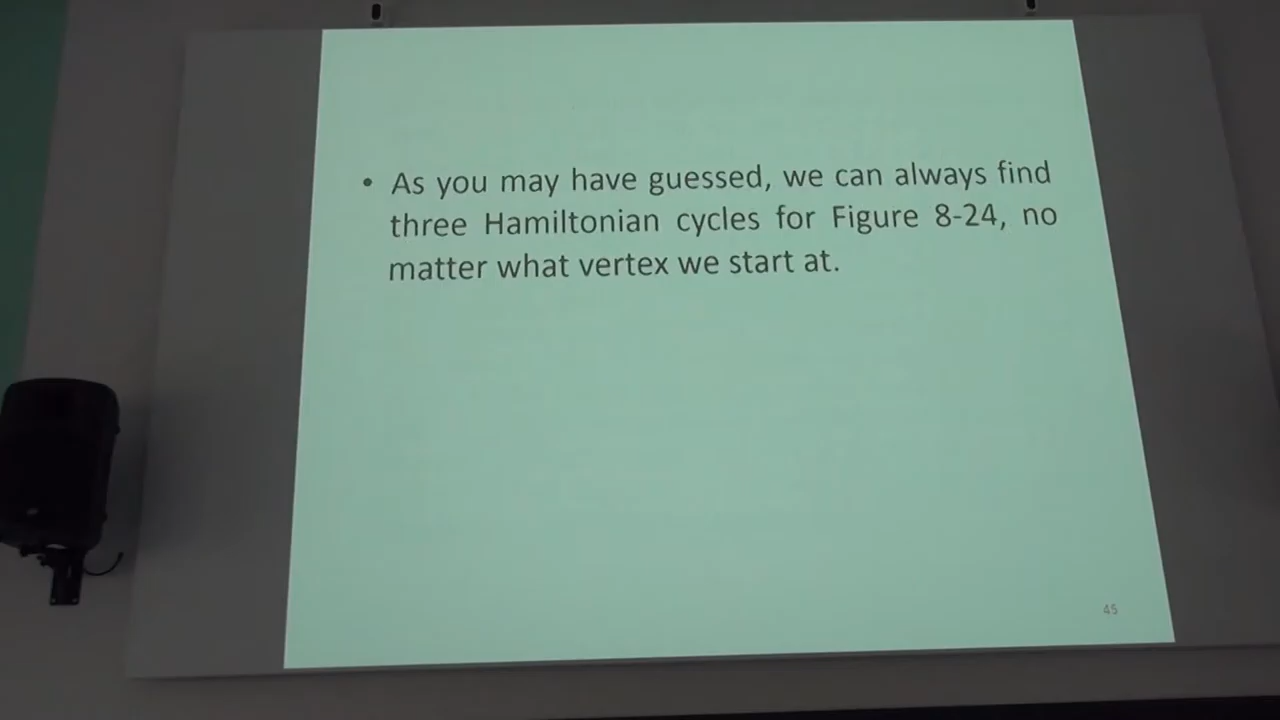 • As you may have guessed, we can always find
three Hamiltonian cycles for Figure 8-24, no
matter what vertex we start at.
45